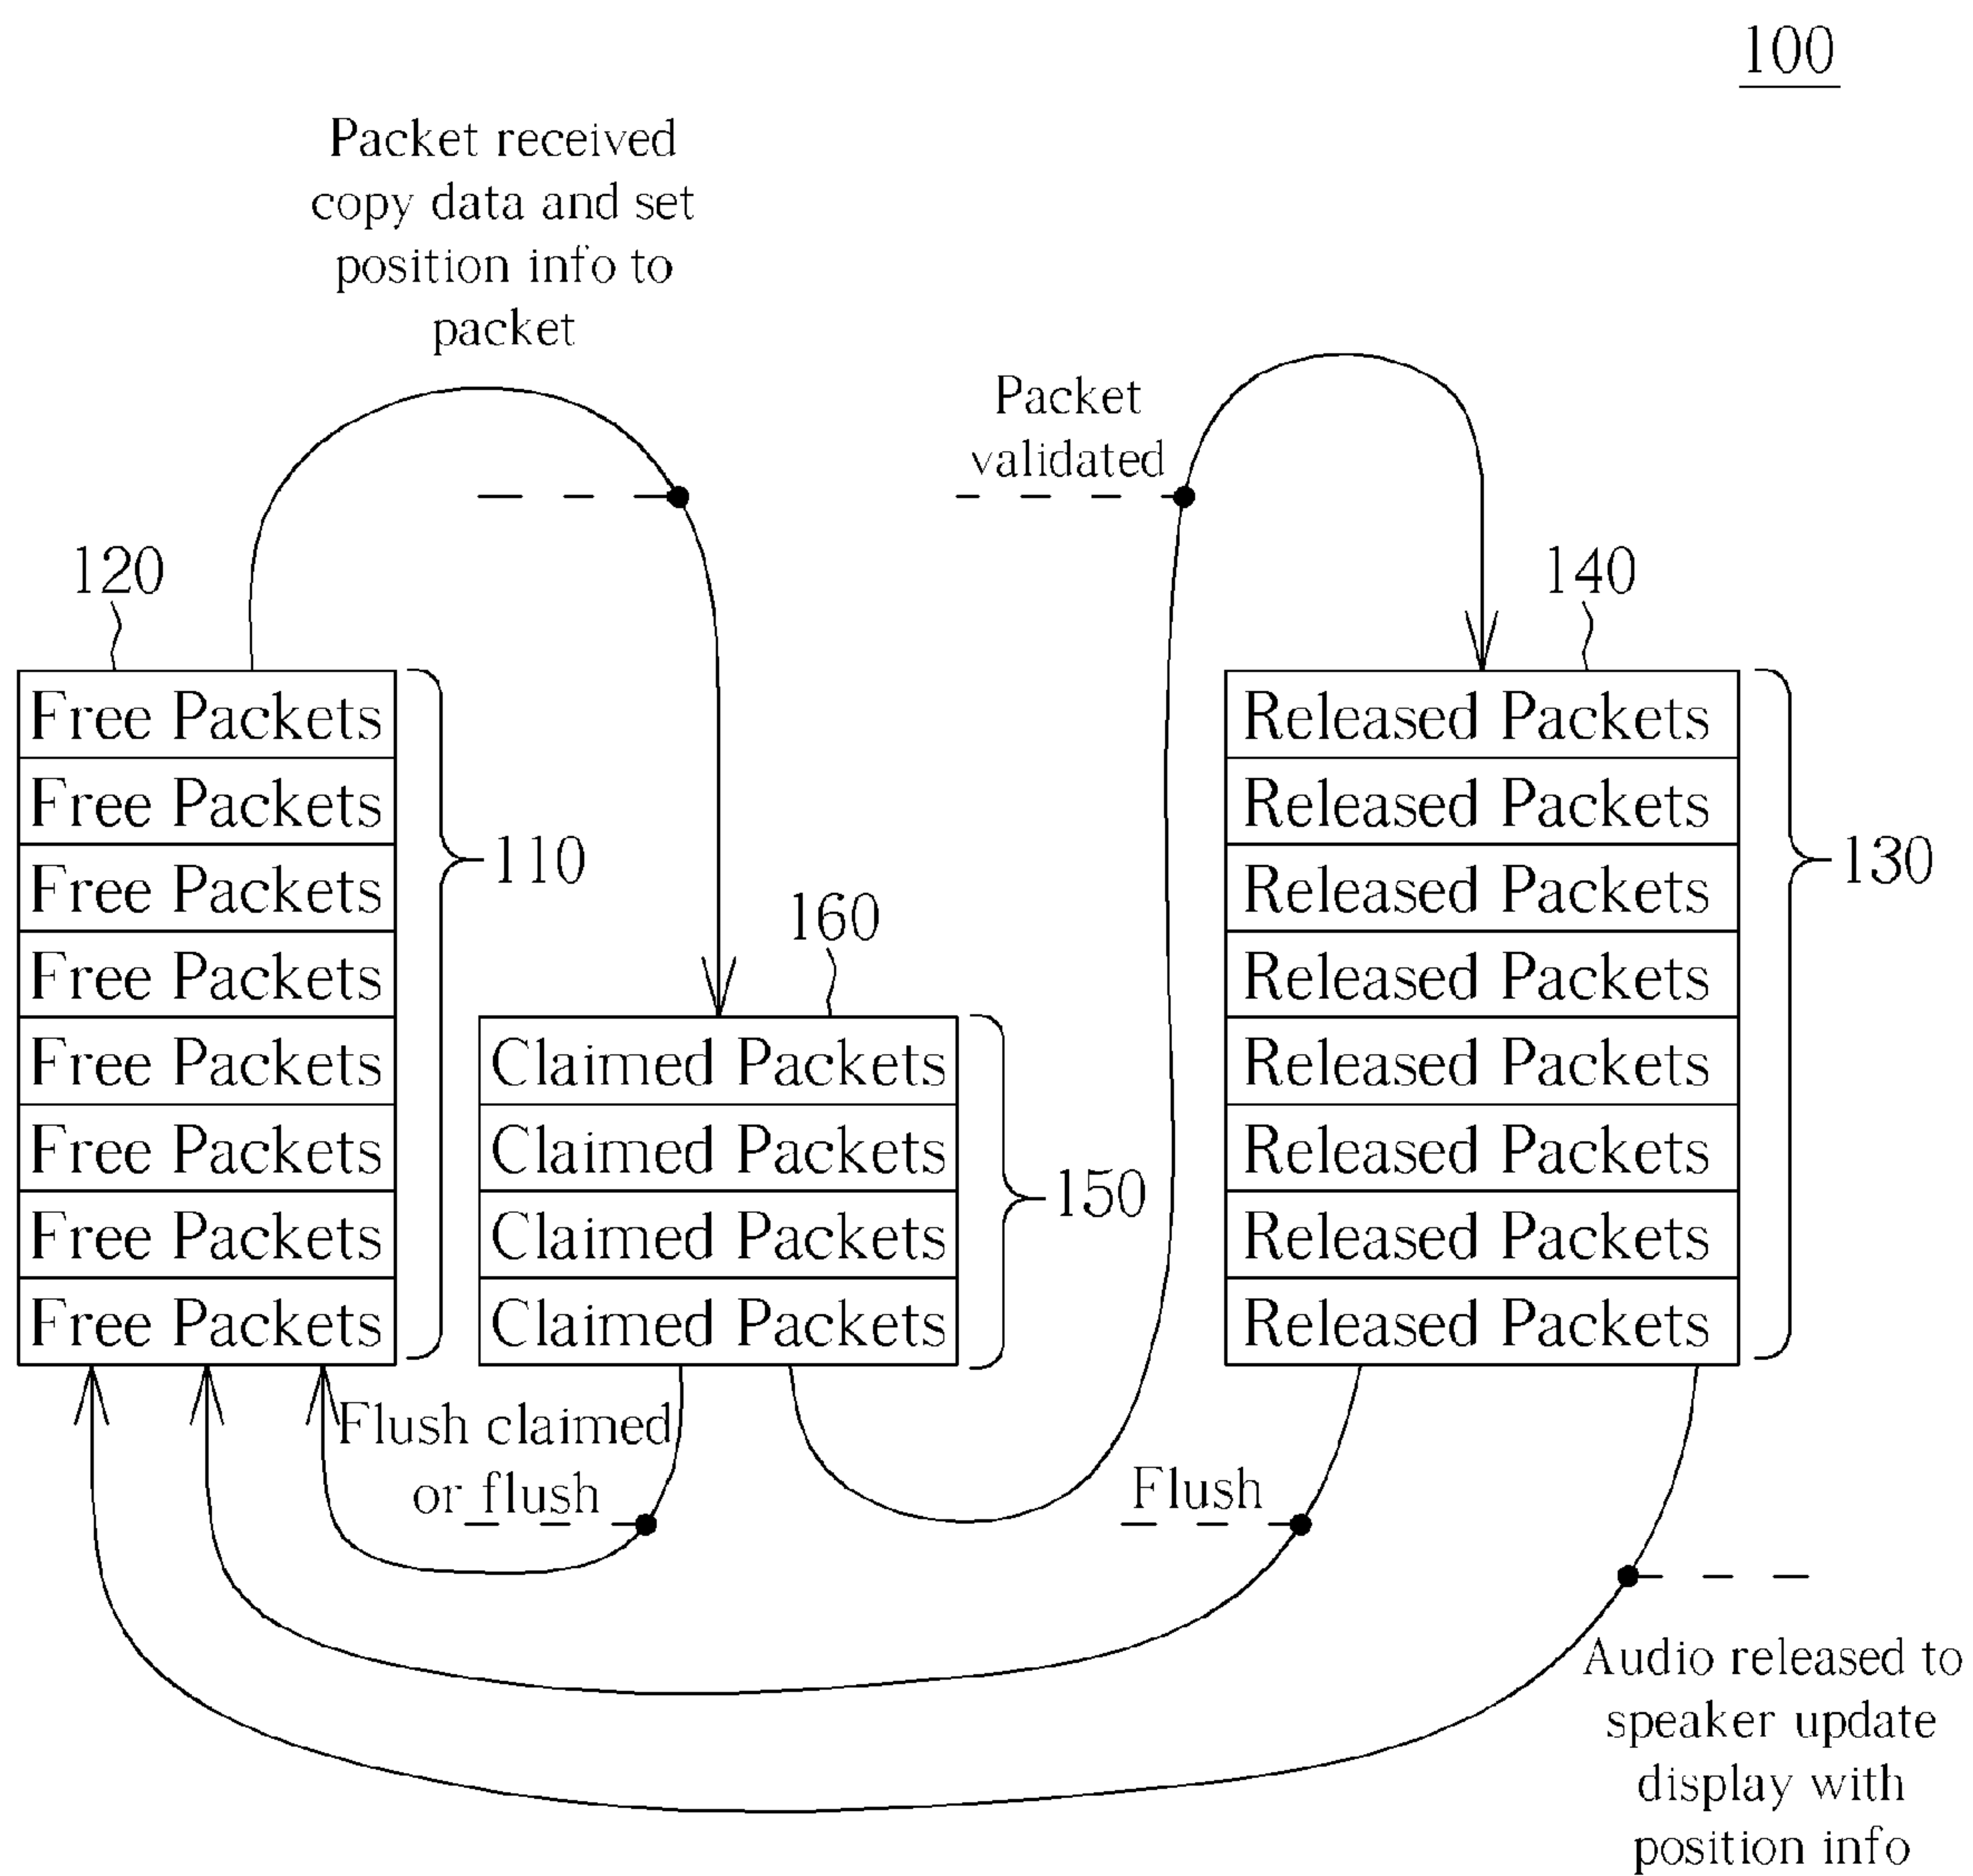 100
Packet received
copy data and set
position info to
packet
Packet
validated
120
140
Free Packets
Free Packets
Free Packets
Free Packets
Free Packets
Free Packets
Free Packets
Free Packets
110
160
Claimed Packets
Claimed Packets
Claimed Packets
Claimed Packets
150
Released Packets
Released Packets
Released Packets
Released Packets
Released Packets
Released Packets
Released Packets
Released Packets
130
Flush claimed
or flush
Flush
Audio released to
speaker update
display with
position info